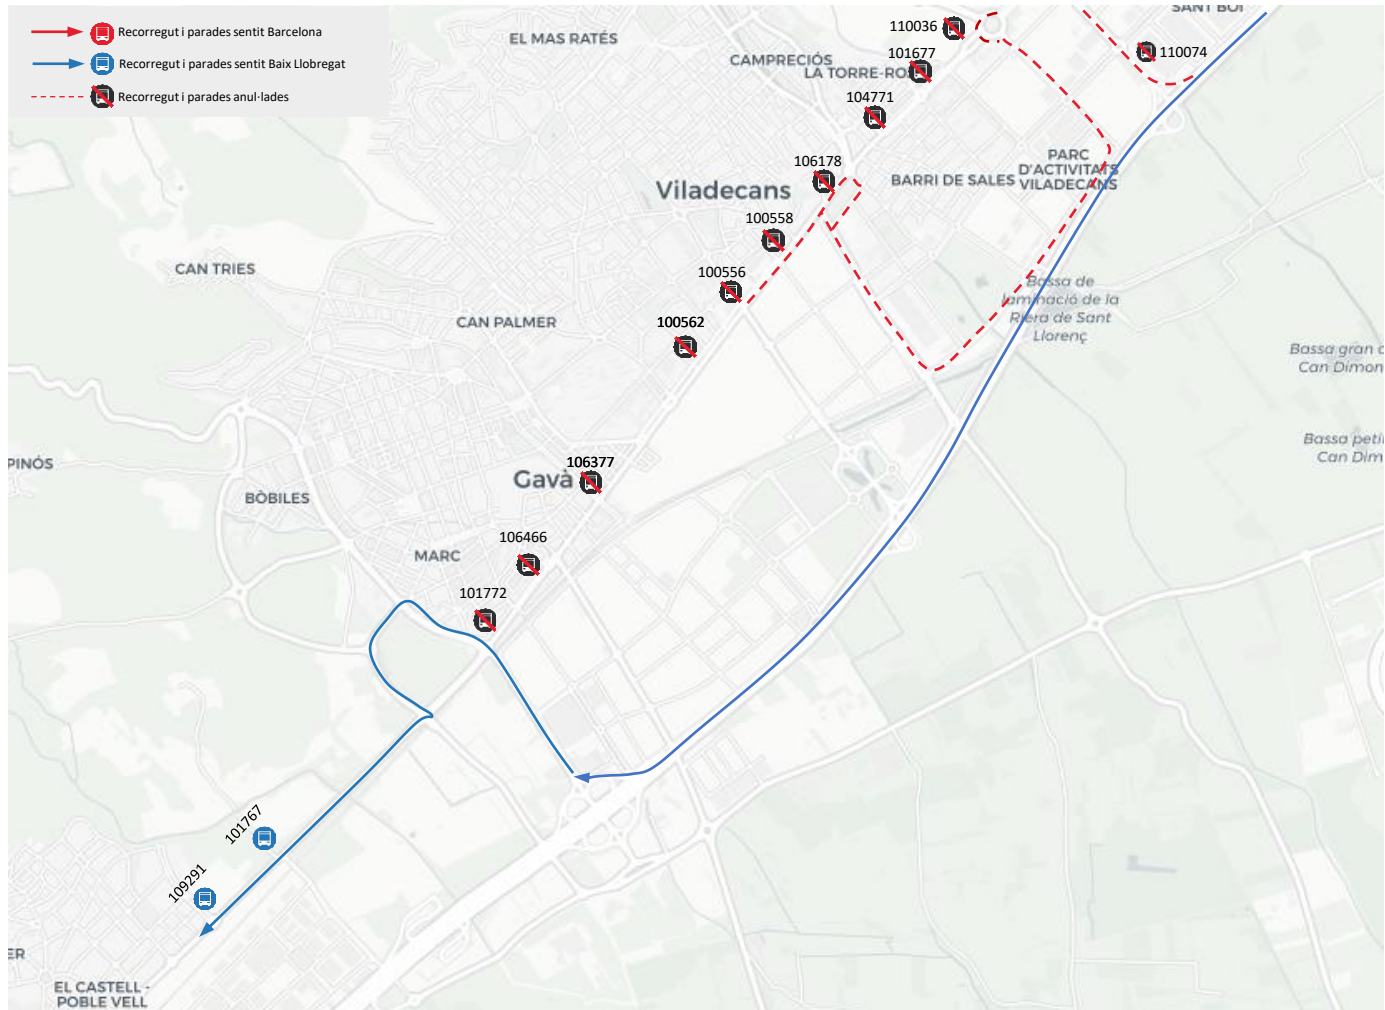 Recorregut i parades sentit Barcelona
Recorregut i parades sentit Baix Llobregat
Recorregut i parades anul·lades
SANT BOI
110036
EL MAS RATÉS
110074
CAMPRECIÓS
101677
LA TORRE-RO
104771
106178
PARC
D'ACTIVITATS
VILADECANS
BARRI DE SALES
Viladecans
100558
CAN TRIES
100556
Bassa de
laminació de la
Riera de Sant
Llorenç
CAN PALMER
100562
Bassa gran
Can Dimon
Bassa peti
Can Dim
PINÓS
106377
Gavà
BÒBILES
106466
MARC
101772
101767
109291
ER
EL CASTELL -
POBLE VELL